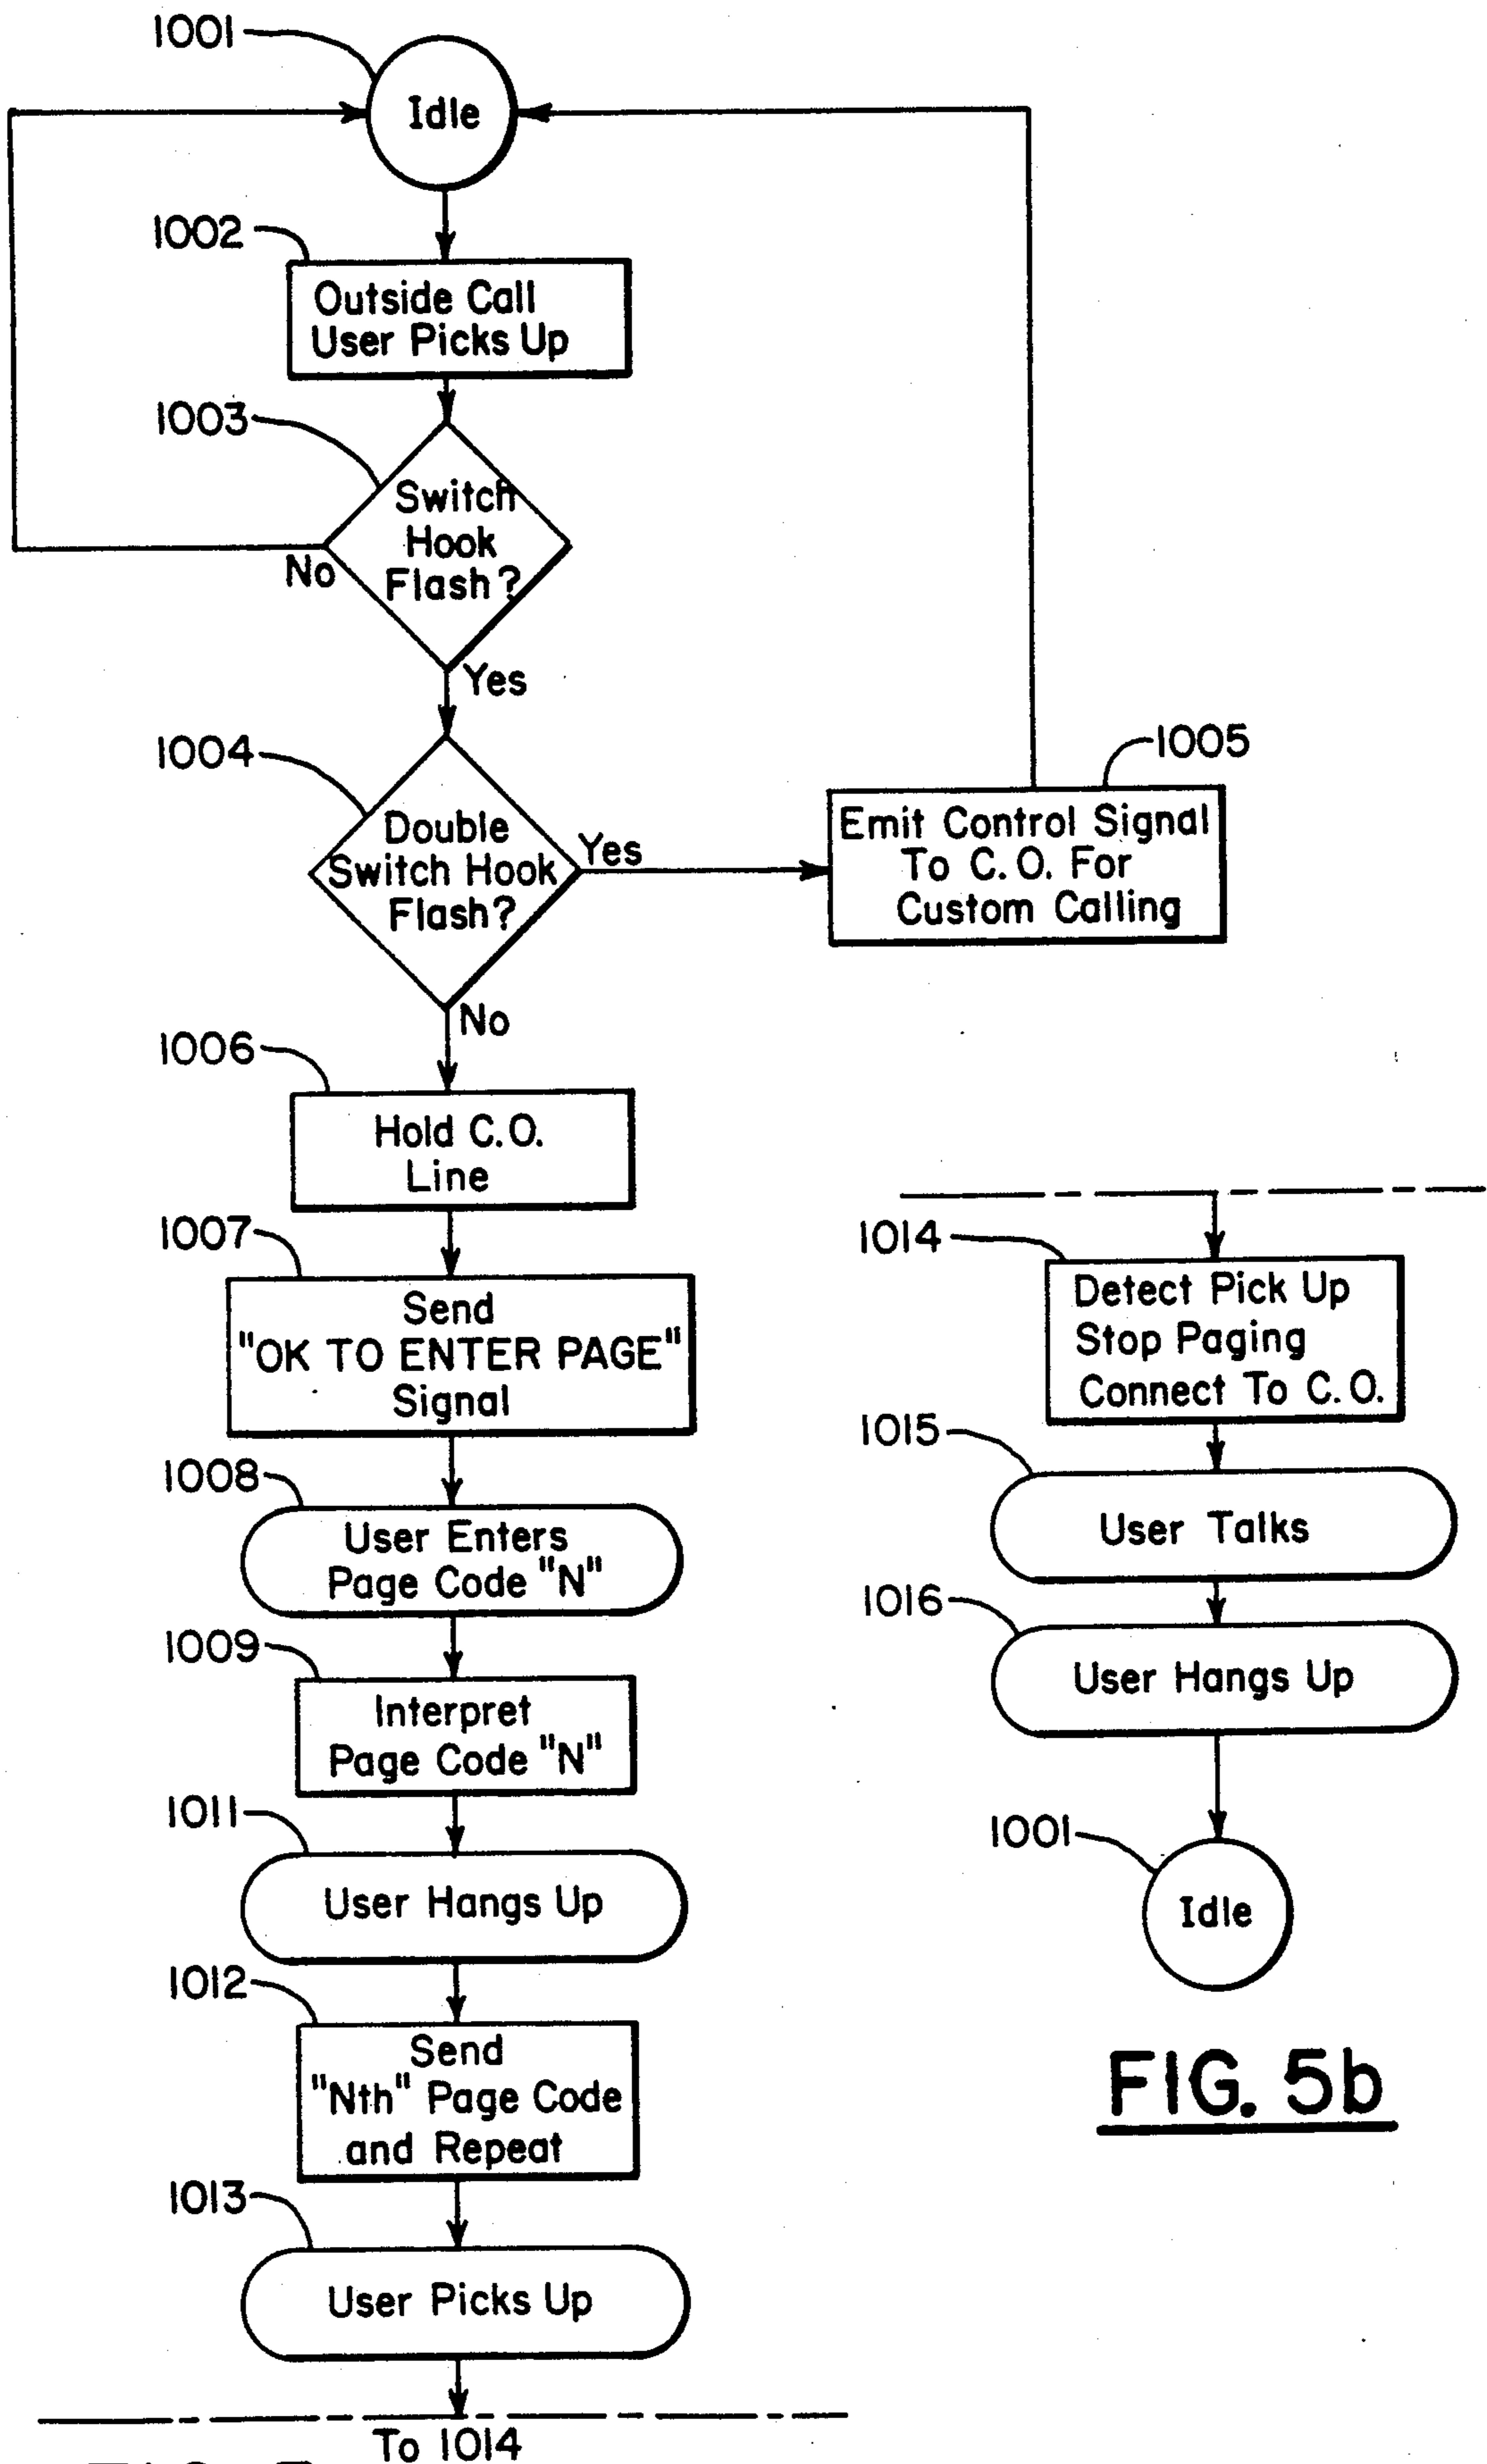 1001
Idle
1002
Outside Call
User Picks Up
1003
Switch
Hook
Flash?
No
Yes
1004
Double
Switch Hook
Flash?
Yes
1005
Emit Control Signal
To C.O. For
Custom Calling
No
1006
Hold C.O.
Line
1007
Send
"OK TO ENTER PAGE"
Signal
1008
User Enters
Page Code "N"
1009
Interpret
Page Code "N"
1011
User Hangs Up
1012
Send
"Nth" Page Code
and Repeat
1013
User Picks Up
To 1014
1014
Detect Pick Up
Stop Paging
Connect To C.O.
1015
User Talks
1016
User Hangs Up
1001
Idle
FIG. 5b